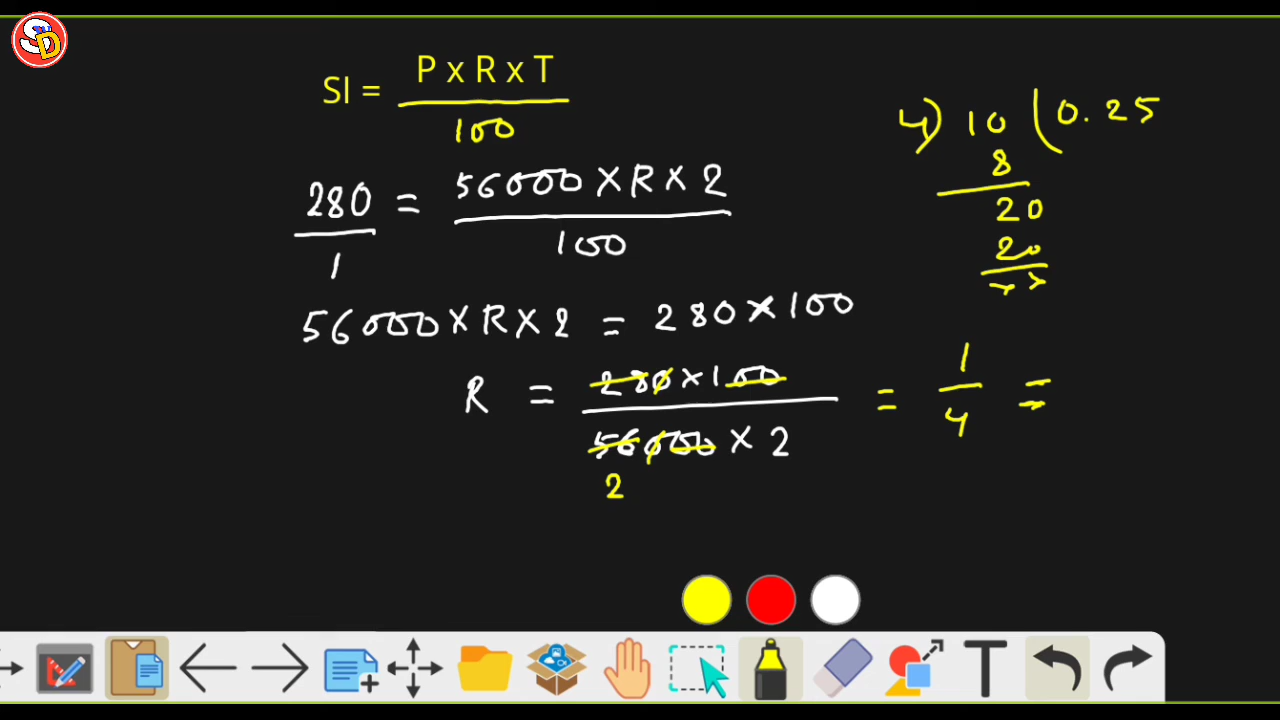 SD
SI = P x R x T / 100
280 / 1 = 56000 × R × 2 / 100
56000 × R × 2 = 280 × 100
R = 280 × 100 / 56000 × 2 = 1 / 4 =
2
4) 10 ( 0.25
8
20
20
× ×
T